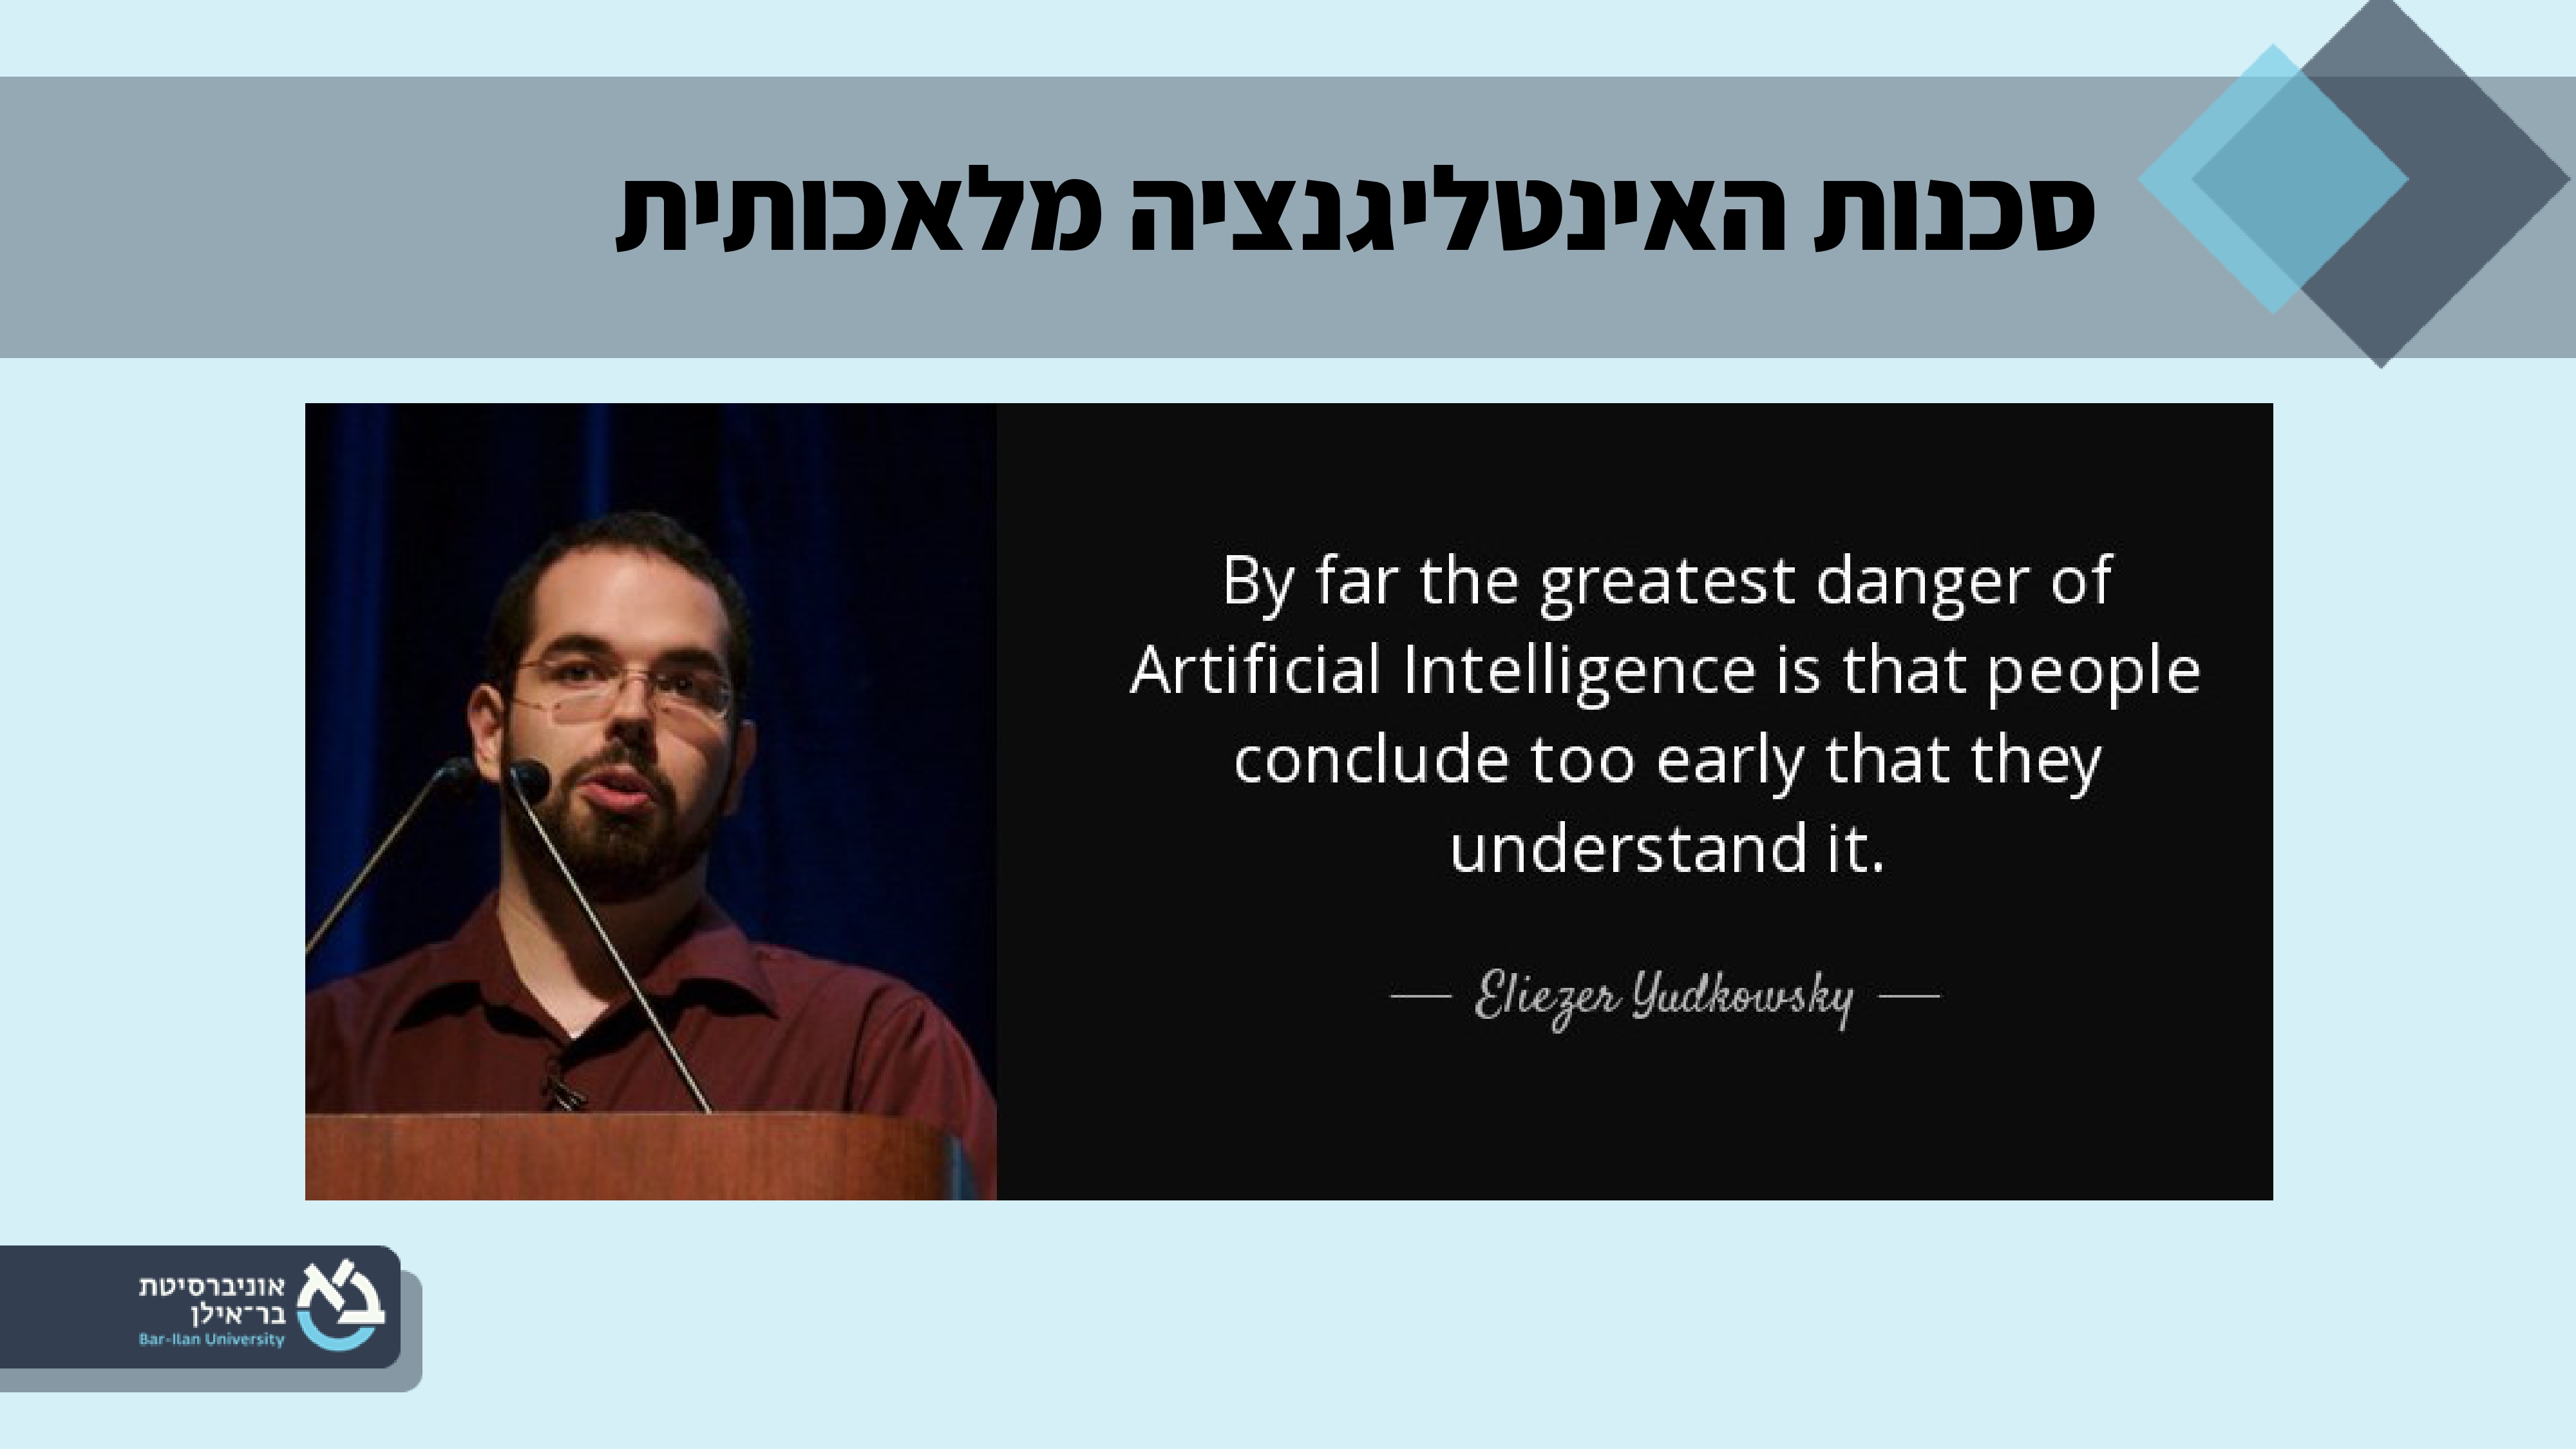 סכנות האינטליגנציה מלאכותית
By far the greatest danger of
Artificial Intelligence is that people
conclude too early that they
understand it.
Eliezer Yudkowsky
אוניברסיטת
בר-אילן
Bar-Ilan University